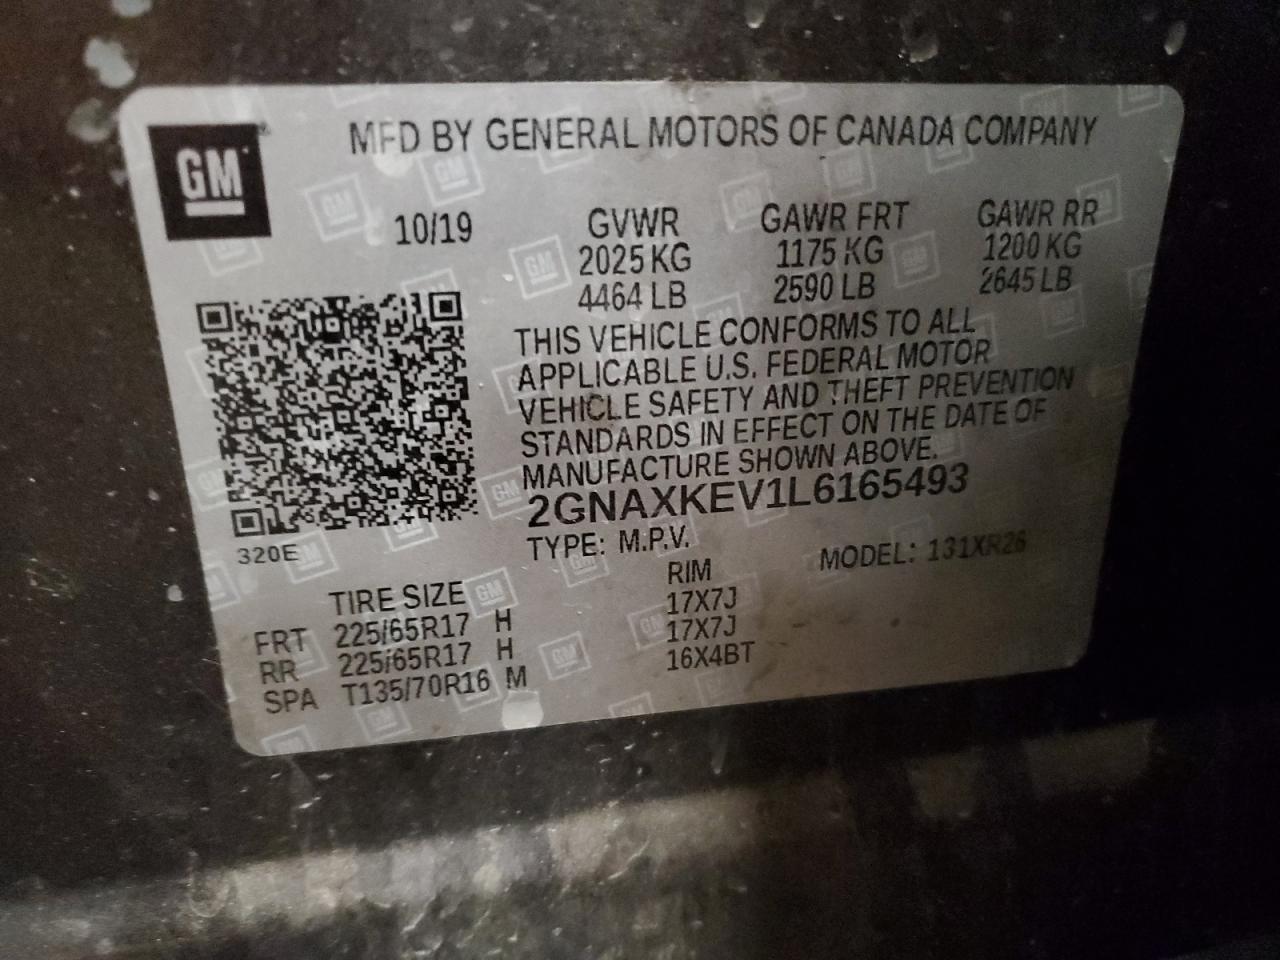 GM
MFD BY GENERAL MOTORS OF CANADA COMPANY
10/19
GVWR GAWR FRT GAWR RR
2025 KG 1175 KG 1200 KG
4464 LB 2590 LB 2645 LB
THIS VEHICLE CONFORMS TO ALL
APPLICABLE U.S. FEDERAL MOTOR
VEHICLE SAFETY AND THEFT PREVENTION
STANDARDS IN EFFECT ON THE DATE OF
MANUFACTURE SHOWN ABOVE.
2GNAXKEV1L6165493
320E
TYPE: M.P.V. MODEL: 131XR26
TIRE SIZE RIM
FRT 225/65R17 H 17X7J
RR 225/65R17 H 17X7J
SPA T135/70R16 M 16X4BT